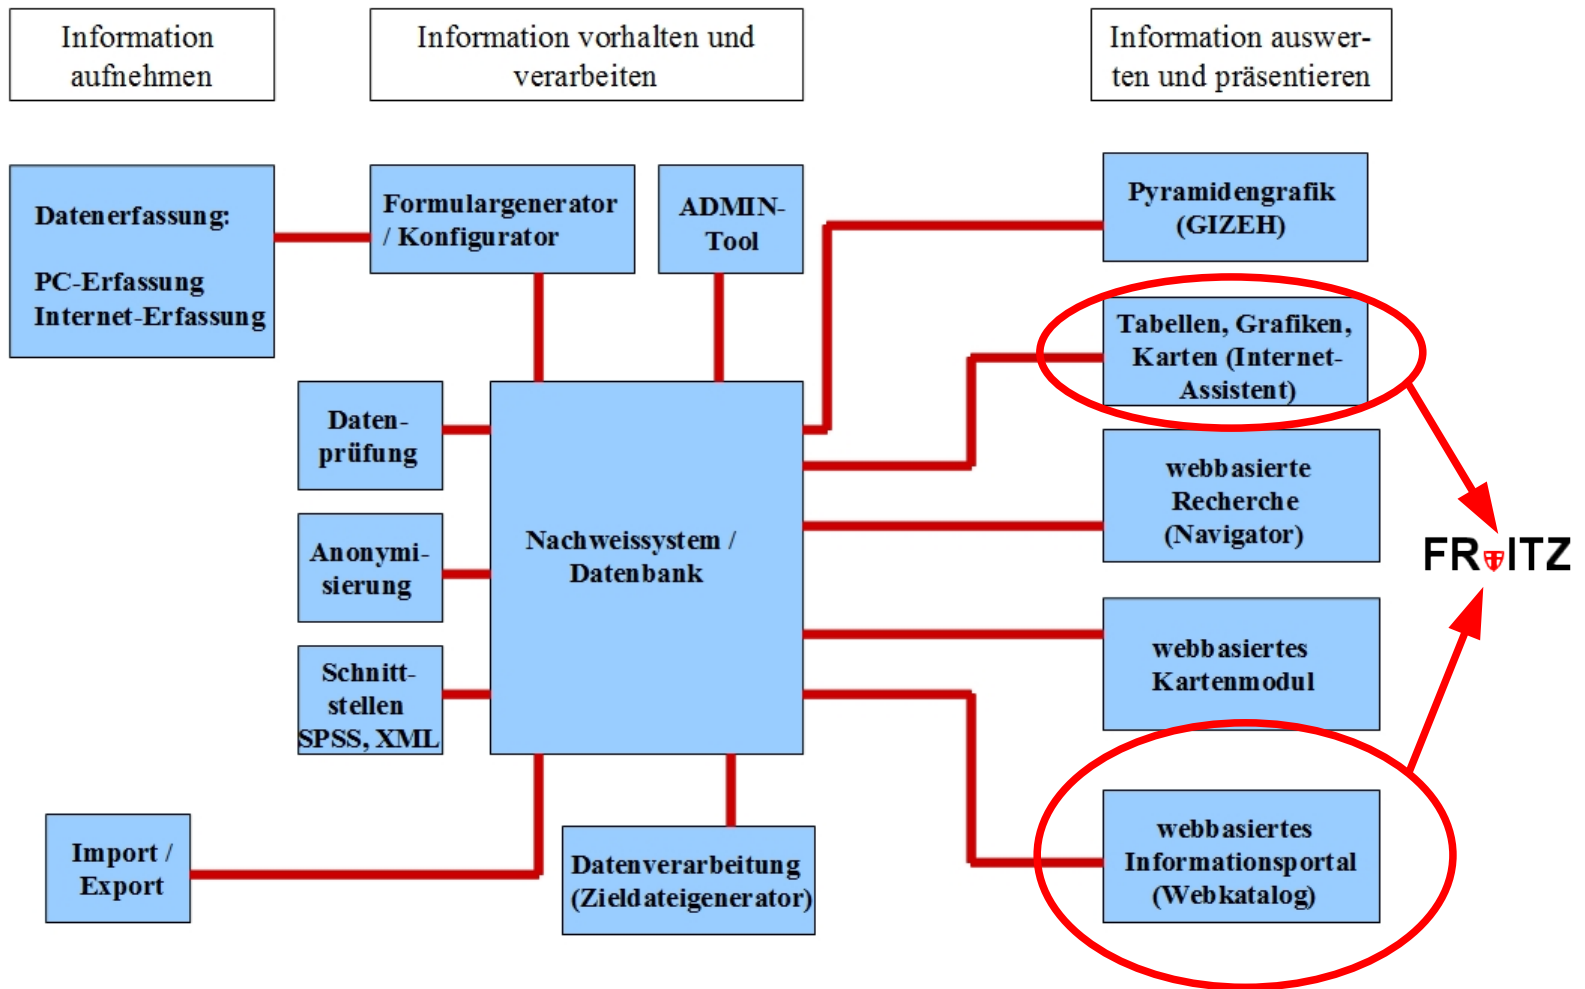 Information
aufnehmen
Information vorhalten und
verarbeiten
Information auswer-
ten und präsentieren
Datenerfassung:
PC-Erfassung
Internet-Erfassung
Formulargenerator
/ Konfigurator
ADMIN-
Tool
Pyramidengrafik
(GIZEH)
Tabellen, Grafiken,
Karten (Internet-
Assistent)
Daten-
prüfung
webbasierte
Recherche
(Navigator)
Nachweissystem /
Datenbank
Anonymi-
sierung
FR ITZ
Schnitt-
stellen
SPSS, XML
webbasiertes
Kartenmodul
Import /
Export
Datenverarbeitung
(Zieldateigenerator)
webbasiertes
Informationsportal
(Webkatalog)